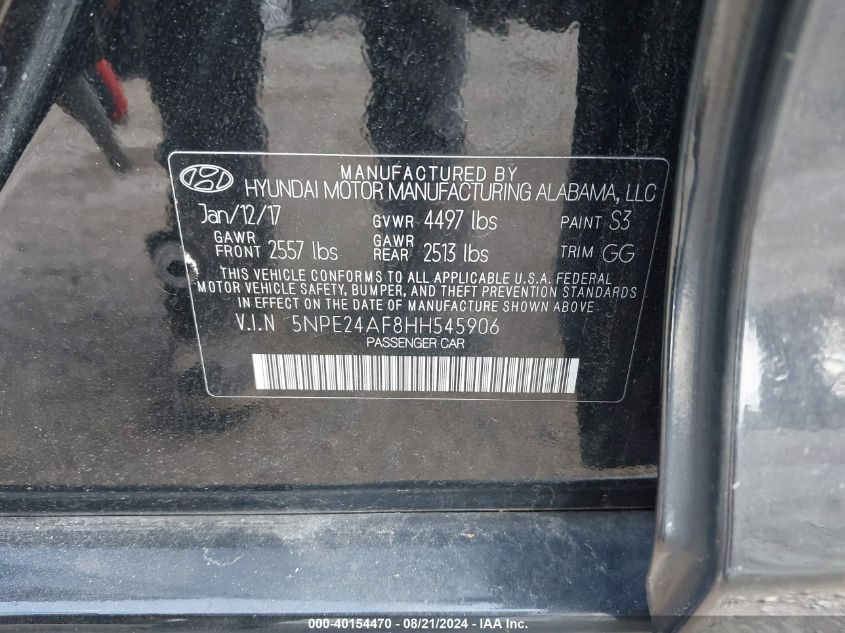 MANUFACTURED BY
HYUNDAI MOTOR MANUFACTURING ALABAMA, LLC
Jan/12/17 GVWR 4497 lbs PAINT S3
GAWR FRONT 2557 lbs GAWR REAR 2513 lbs TRIM GG
THIS VEHICLE CONFORMS TO ALL APPLICABLE U.S.A. FEDERAL
MOTOR VEHICLE SAFETY, BUMPER, AND THEFT PREVENTION STANDARDS
IN EFFECT ON THE DATE OF MANUFACTURE SHOWN ABOVE
V.I.N 5NPE24AF8HH545906
PASSENGER CAR
000-40154470 - 08/21/2024 - IAA Inc.